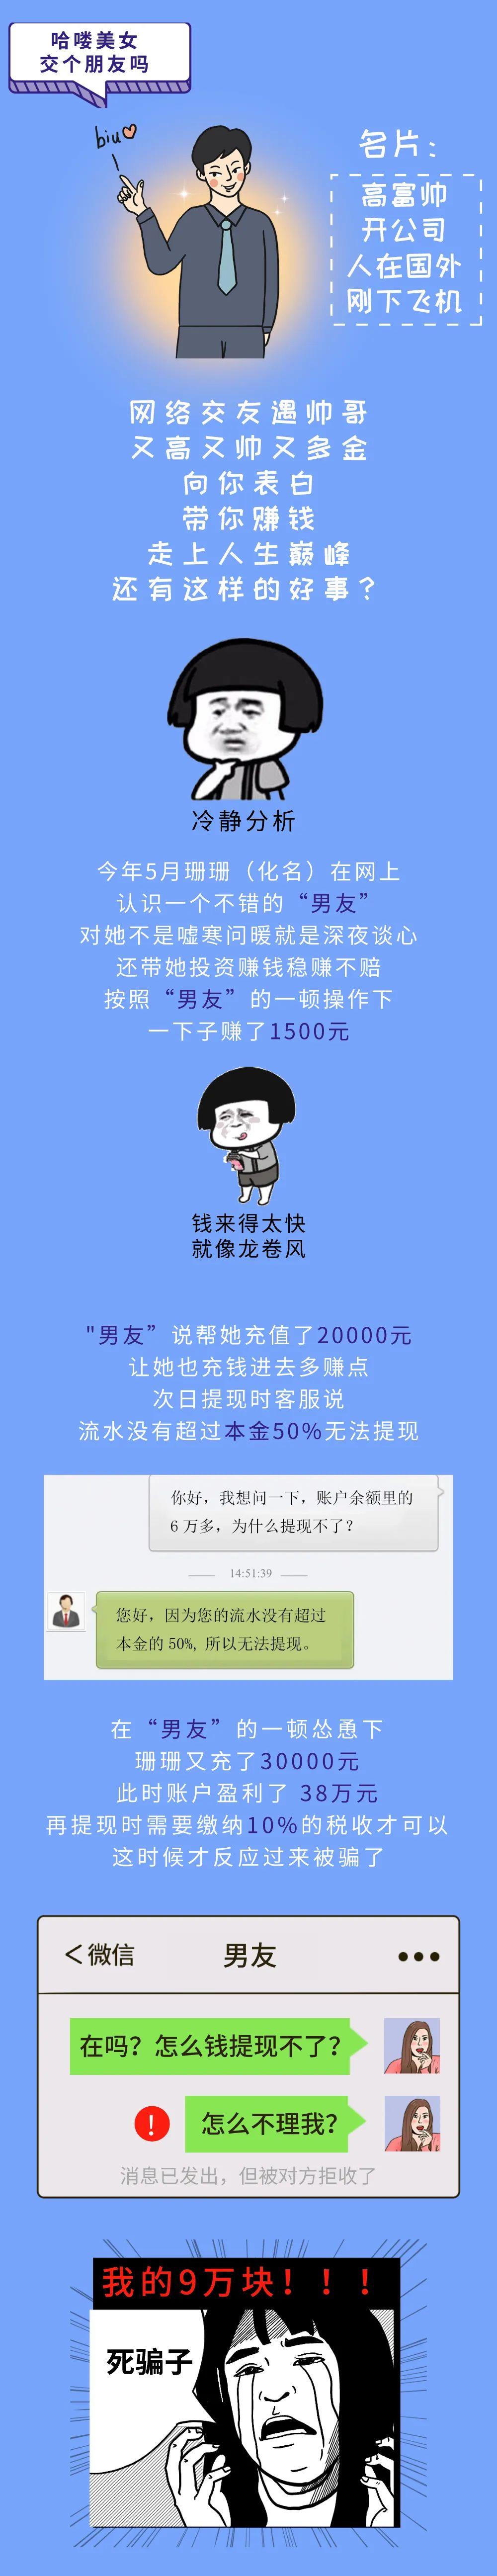 哈喽美女
交个朋友吗
biu
名片：
高富帅
开公司
人在国外
刚下飞机
网络交友遇帅哥
又高又帅又多金
向你表白
带你赚钱
走上人生巅峰
还有这样的好事？
冷静分析
今年5月珊珊（化名）在网上
认识一个不错的“男友”
对她不是嘘寒问暖就是深夜谈心
还带她投资赚钱稳赚不赔
按照“男友”的一顿操作下
一下子赚了1500元
钱来得太快
就像龙卷风
"男友”说帮她充值了20000元
让她也充钱进去多赚点
次日提现时客服说
流水没有超过本金50%无法提现
你好，我想问一下，账户余额里的
6万多，为什么提现不了？
14:51:39
您好，因为您的流水没有超过
本金的50%, 所以无法提现。
在“男友”的一顿怂恿下
珊珊又充了30000元
此时账户盈利了 38万元
再提现时需要缴纳10%的税收才可以
这时候才反应过来被骗了
<微信 男友 •••
在吗？怎么钱提现不了？
! 怎么不理我？
消息已发出，但被对方拒收了
我的9万块！！！
死骗子